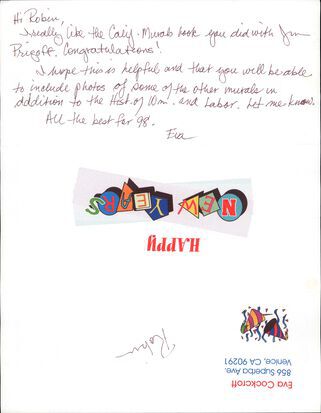 Hi Robin,
I really like the Calif. Murals book you did with Jim
Prigoff. Congratulations!
I hope this is helpful and that you will be able
to include photos of some of the other murals in
addition to the Hist. of 10m. and Labor. Let me know.
All the best for 98.
Eva
HAPPY
NEW YEARS
Robin
Eva Cockcroft
856 Superba Ave.
Venice, CA 90291